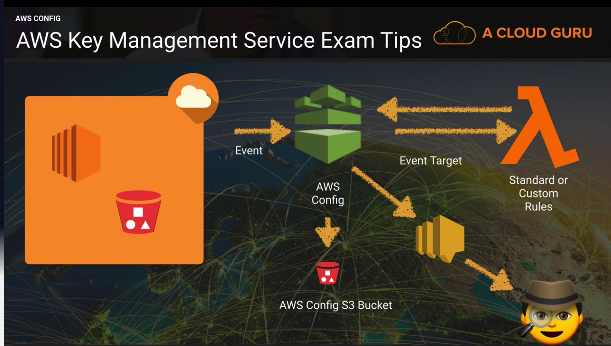 AWS CONFIG
AWS Key Management Service Exam Tips
A CLOUD GURU
Event
Event Target
AWS
Config
Standard or
Custom
Rules
AWS Config S3 Bucket